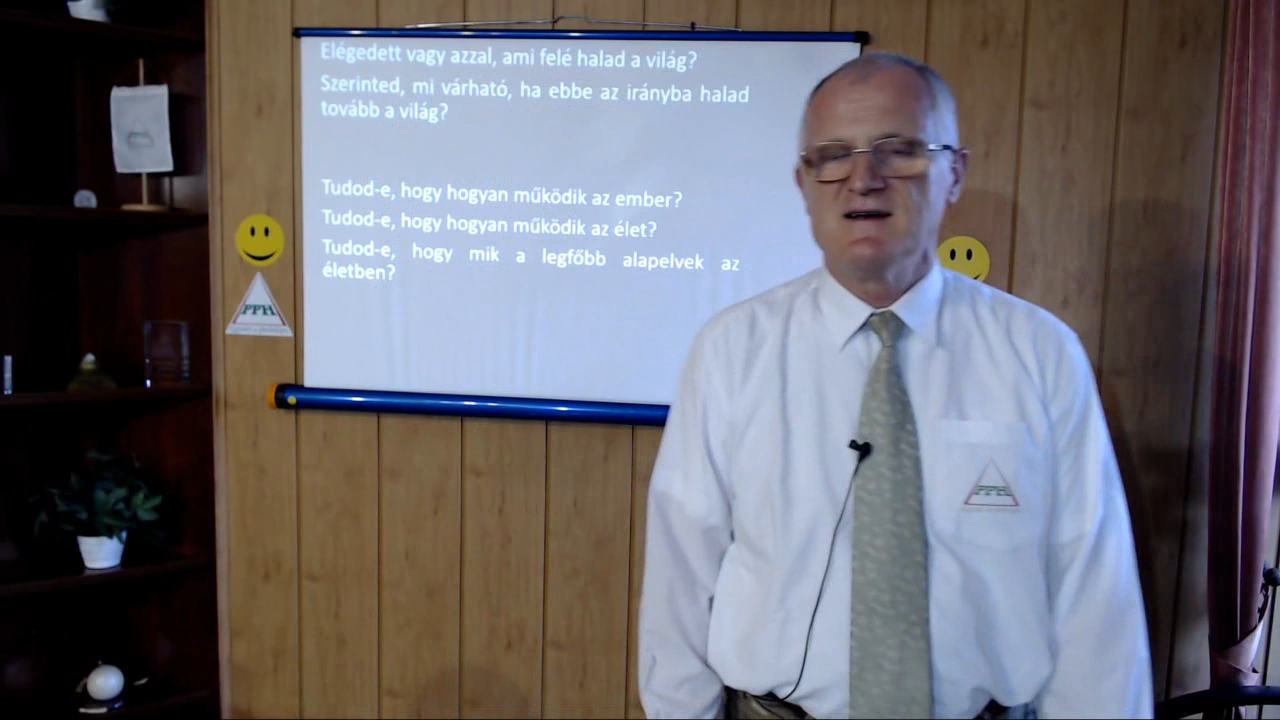 Elégedett vagy azzal, ami felé halad a világ?
Szerinted, mi várható, ha ebbe az irányba halad
tovább a világ?
Tudod-e, hogy hogyan működik az ember?
Tudod-e, hogy hogyan működik az élet?
Tudod-e, hogy mik a legfőbb alapelvek az
életben?
PPH
PPH